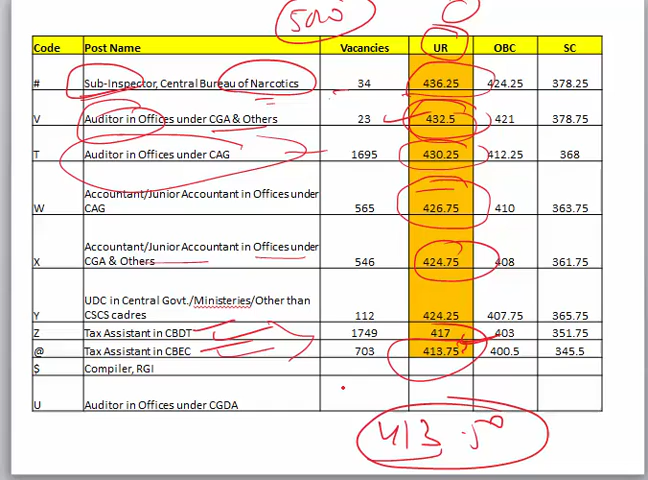 500
Code Post Name Vacancies UR OBC SC
# Sub-Inspector, Central Bureau of Narcotics 34 436.25 424.25 378.25
V Auditor in Offices under CGA & Others 23 432.5 421 378.75
T Auditor in Offices under CAG 1695 430.25 412.25 368
Accountant/Junior Accountant in Offices under
W CAG 565 426.75 410 363.75
Accountant/Junior Accountant in Offices under
X CGA & Others 546 424.75 408 361.75
UDC in Central Govt./Ministeries/Other than
Y CSCS cadres 112 424.25 407.75 365.75
Z Tax Assistant in CBDT 1749 417 403 351.75
@ Tax Assistant in CBEC 703 413.75 400.5 345.5
$ Compiler, RGI
U Auditor in Offices under CGDA
413.50